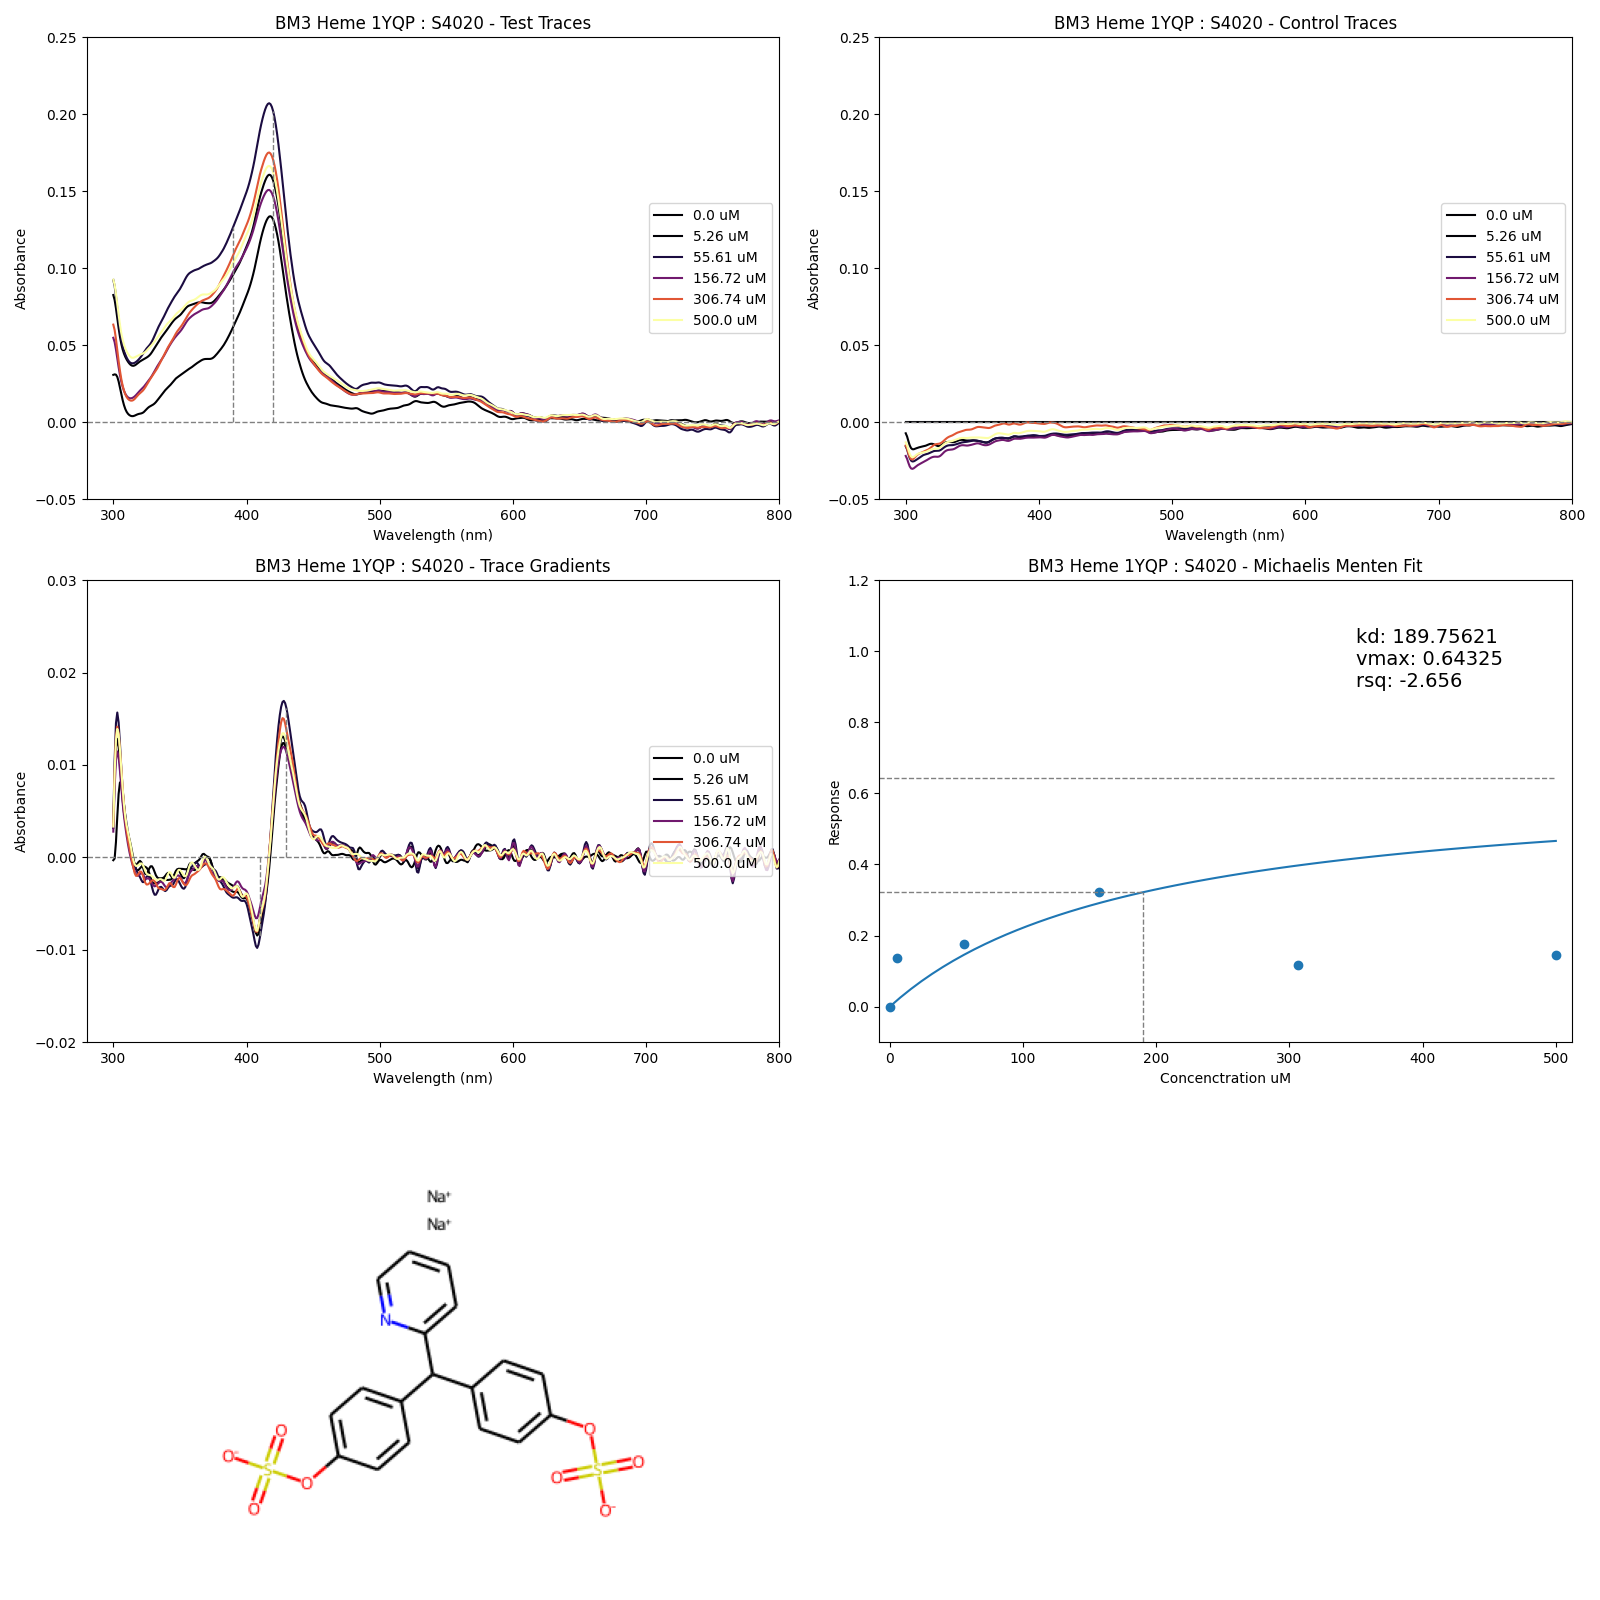 BM3 Heme 1YQP : S4020 - Test Traces
0.25
0.20
0.15
0.10
0.05
0.00
−0.05
Absorbance
300 400 500 600 700 800
Wavelength (nm)
0.0 uM
5.26 uM
55.61 uM
156.72 uM
306.74 uM
500.0 uM
BM3 Heme 1YQP : S4020 - Control Traces
0.25
0.20
0.15
0.10
0.05
0.00
−0.05
Absorbance
300 400 500 600 700 800
Wavelength (nm)
0.0 uM
5.26 uM
55.61 uM
156.72 uM
306.74 uM
500.0 uM
BM3 Heme 1YQP : S4020 - Trace Gradients
0.03
0.02
0.01
0.00
−0.01
−0.02
Absorbance
300 400 500 600 700 800
Wavelength (nm)
0.0 uM
5.26 uM
55.61 uM
156.72 uM
306.74 uM
500.0 uM
BM3 Heme 1YQP : S4020 - Michaelis Menten Fit
1.2
1.0
0.8
0.6
0.4
0.2
0.0
Response
kd: 189.75621
vmax: 0.64325
rsq: -2.656
0 100 200 300 400 500
Concenctration uM
Na⁺
Na⁺
N
O
O⁻
S
O
O
O
O
S
O
O⁻